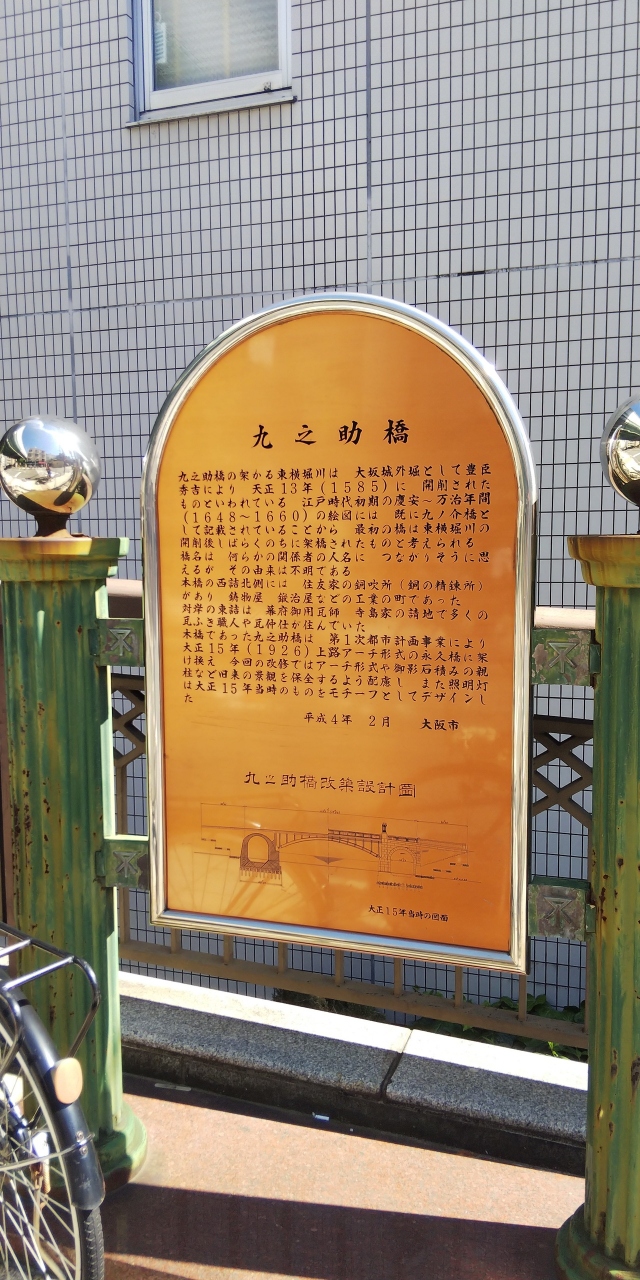 九之助橋
九之助橋の架かる東横堀川は　大坂城外堀として豊臣
秀吉により　天正13年(1585)に　開削された
ものといわれている　江戸時代初期の慶安～万治年間
(1648～1660)の絵図には　既に九ノ介橋と
して記載されていることから　最初の橋は東横堀川の
開削後しばらくのちに架橋されたものと考えられる
橋名は　何らかの関係者の人名に　つながりそうに思
えるが　その由来は不明である
本橋の西詰北側には　住友家の銅吹所(銅の精錬所)
があり　鋳物屋　鍛冶屋などの工業の町であった
対岸の東詰は　幕府御用瓦師　寺島家の請地で多くの
瓦ふき職人や瓦仲仕が住んでいた
木橋であった九之助橋は　第1次都市計画事業により
大正15年(1926)上路アーチ形式の永久橋に架
け換え　今回の改修ではアーチ形式や御影石積みの親
柱など旧来の景観を保全するよう配慮し　また照明灯
は大正15年当時のものをモチーフとしてデザインし
た
平成4年　2月　大阪市
九之助橋改築設計圖
大正15年当時の図面